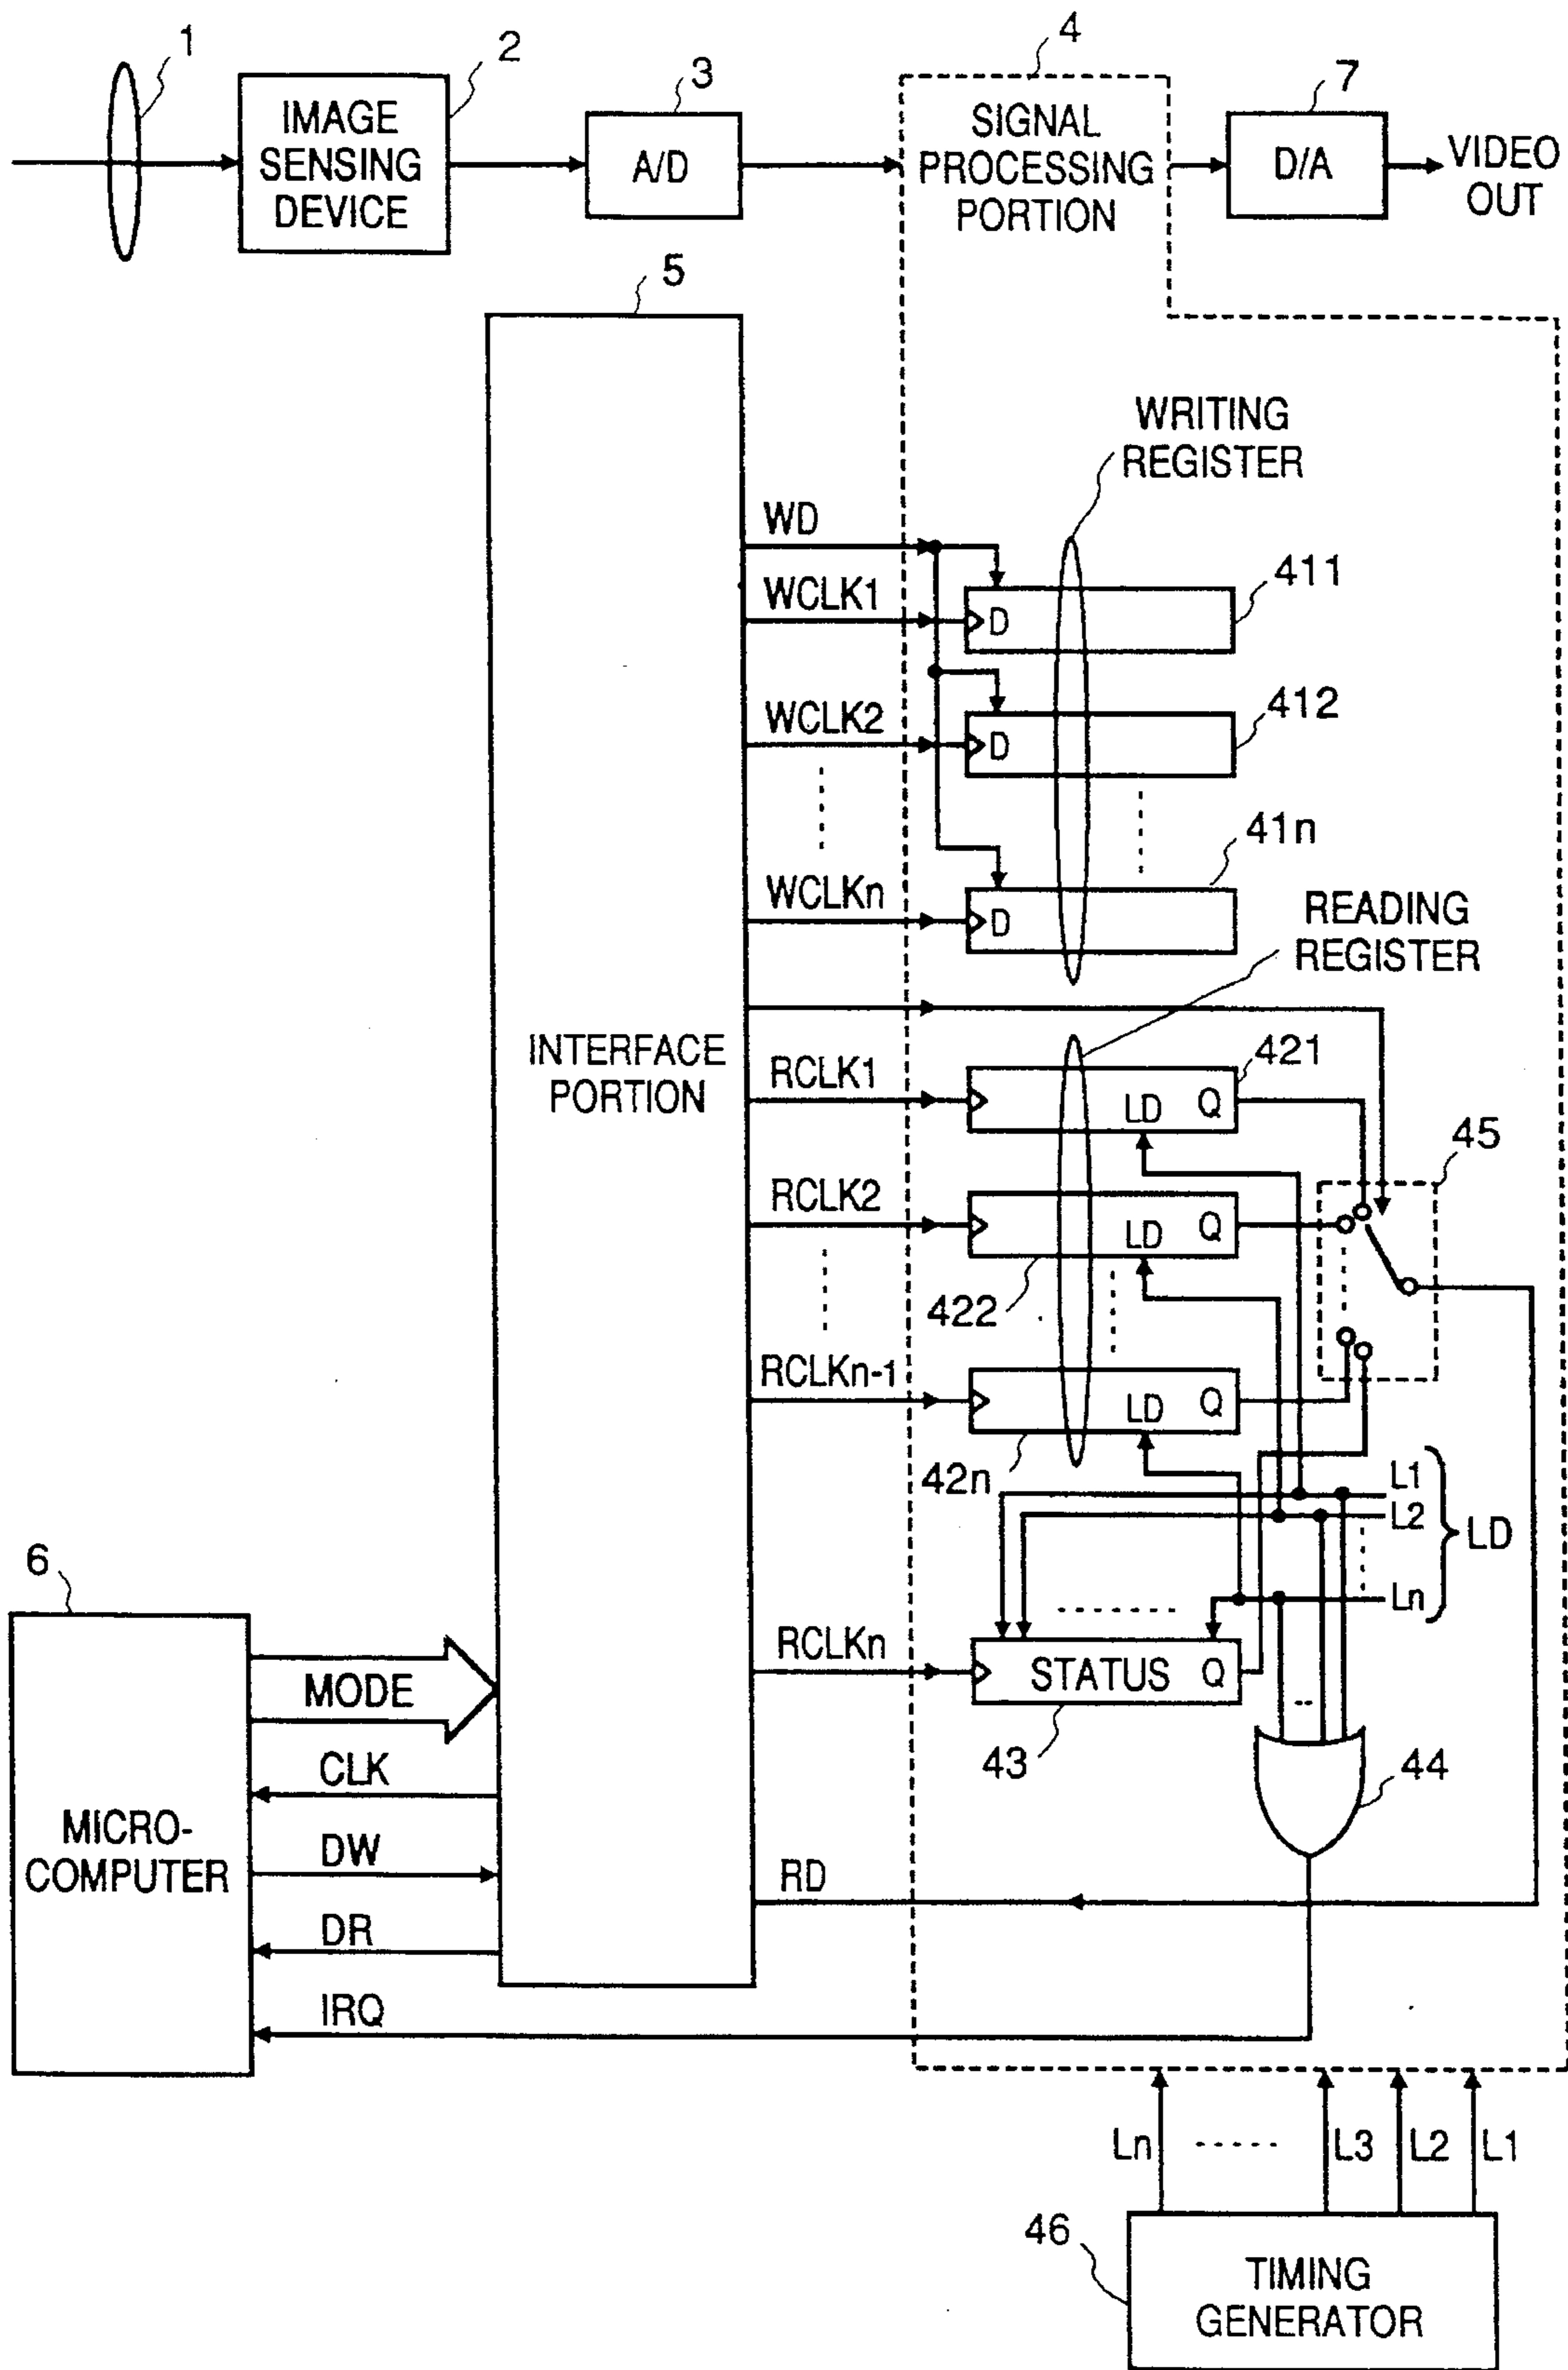 1
2
3
4
7
IMAGE
SENSING
DEVICE
A/D
SIGNAL
PROCESSING
PORTION
D/A
VIDEO
OUT
5
WRITING
REGISTER
WD
WCLK1
D
411
WCLK2
D
412
WCLKn
D
41n
READING
REGISTER
INTERFACE
PORTION
RCLK1
LD Q
421
45
RCLK2
LD Q
422
RCLKn-1
LD Q
42n
L1
L2
Ln
LD
6
RCLKn
STATUS Q
43
44
MODE
CLK
MICRO-
COMPUTER
DW
RD
DR
IRQ
Ln
L3
L2
L1
46
TIMING
GENERATOR